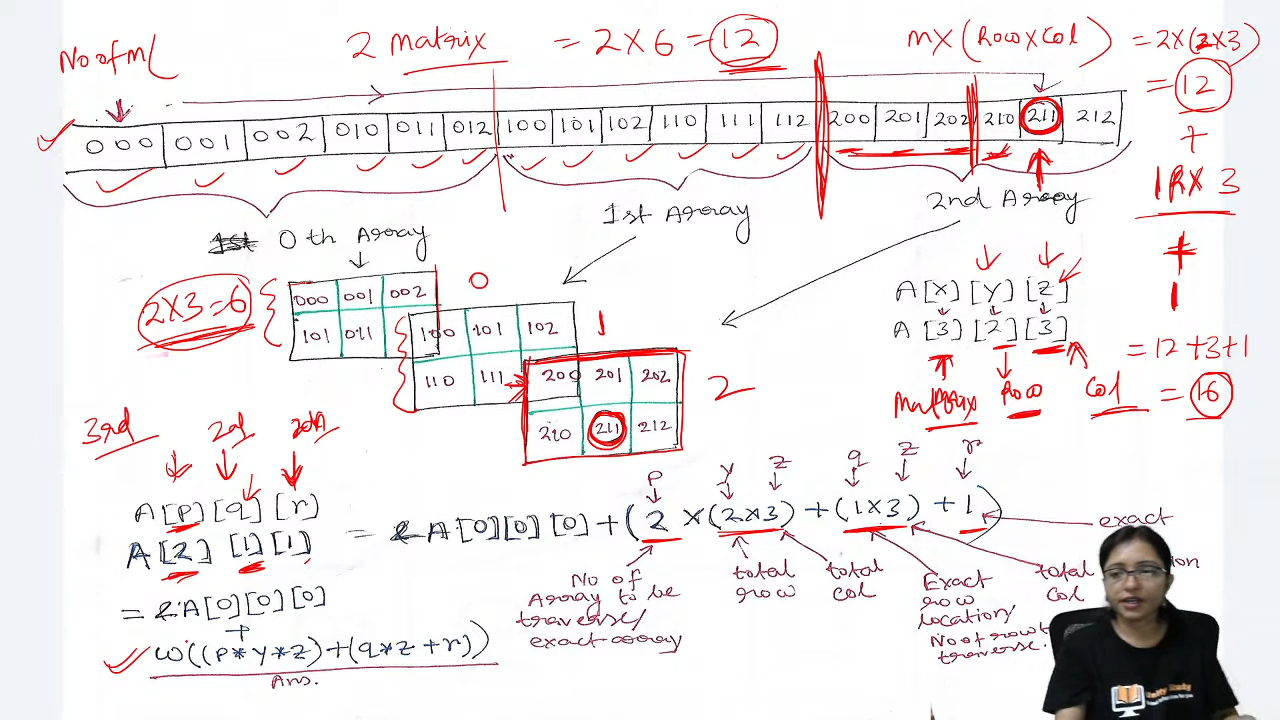 No of M(
2 Matrix = 2 X 6 = 12
MX (Row X Col) = 2X(2X3)
= 12
+
1R X 3
+
1
= 12 +3+1
= 16
000 001 002 010 011 012 100 101 102 110 111 112 200 201 202 210 211 212
1st 0th Array
1st Array
2nd Array
2X3=6
000 001 002
101 011
0
100 101 102
110 111
1
200 201 202
210 211 212
2
A[X] [Y] [Z]
A [3] [2] [3]
Matrix Row Col
3rd 2nd
A[p] [q] [r]
A[2] [1] [1] = A[0][0][0] + (2 X (2X3) + (1X3) + 1)
p y z q z r
= A[0][0][0]
+
w((p*y*z)+(q*z+r))
Ans.
No of
Array to be
traverse/
exact array
total
row
total
col
Exact
row
location/
No of row
traverse.
total
col
exact